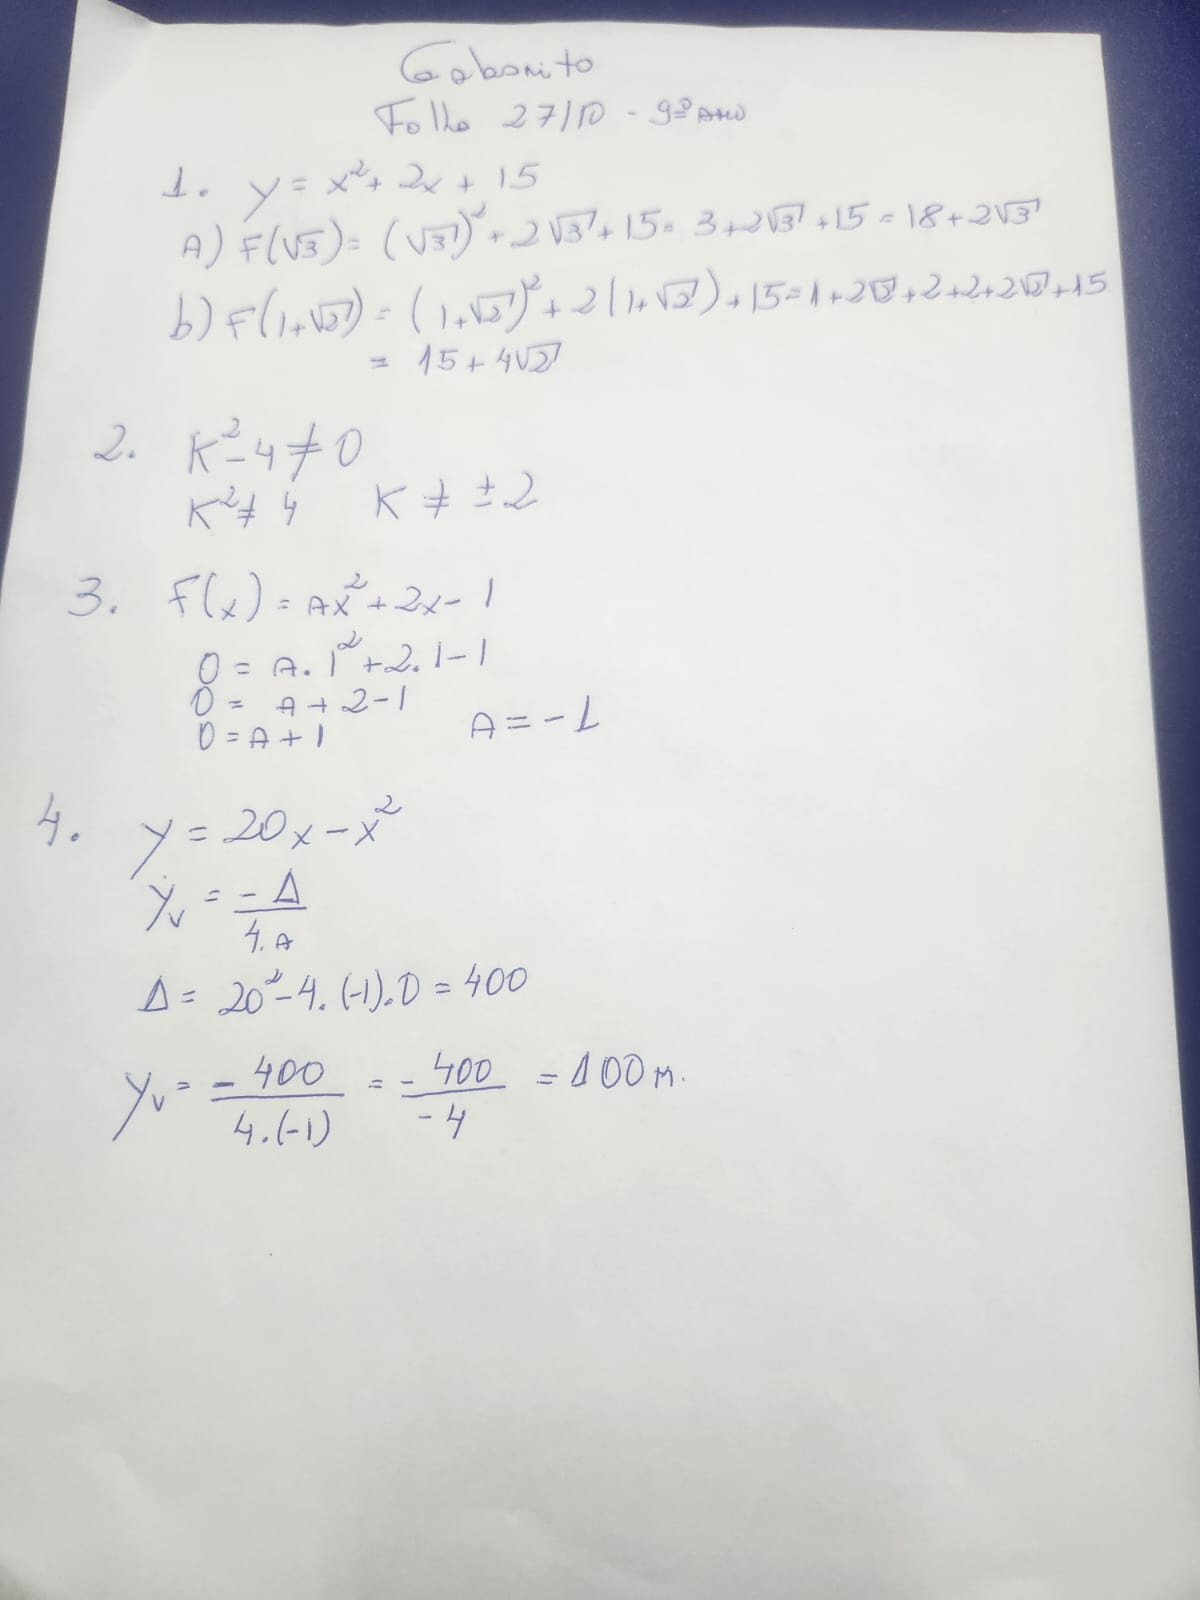 Gabarito
Folha 27/10 - 9º Ano
1. y = x² + 2x + 15
A) F(√3) = (√3)² + 2√3 + 15 = 3 + 2√3 + 15 = 18 + 2√3
b) F(1+√2) = (1+√2)² + 2(1+√2) + 15 = 1 + 2√2 + 2 + 2 + 2√2 + 15
= 15 + 4√2
2. K² - 4 ≠ 0
K² ≠ 4 K ≠ ±2
3. F(x) = Ax² + 2x - 1
0 = A.1² + 2.1 - 1
0 = A + 2 - 1
0 = A + 1 A = -1
4. y = 20x - x²
yv = -Δ/4.A
Δ = 20² - 4.(-1).0 = 400
yv = - 400/4.(-1) = - 400/-4 = 100 m.